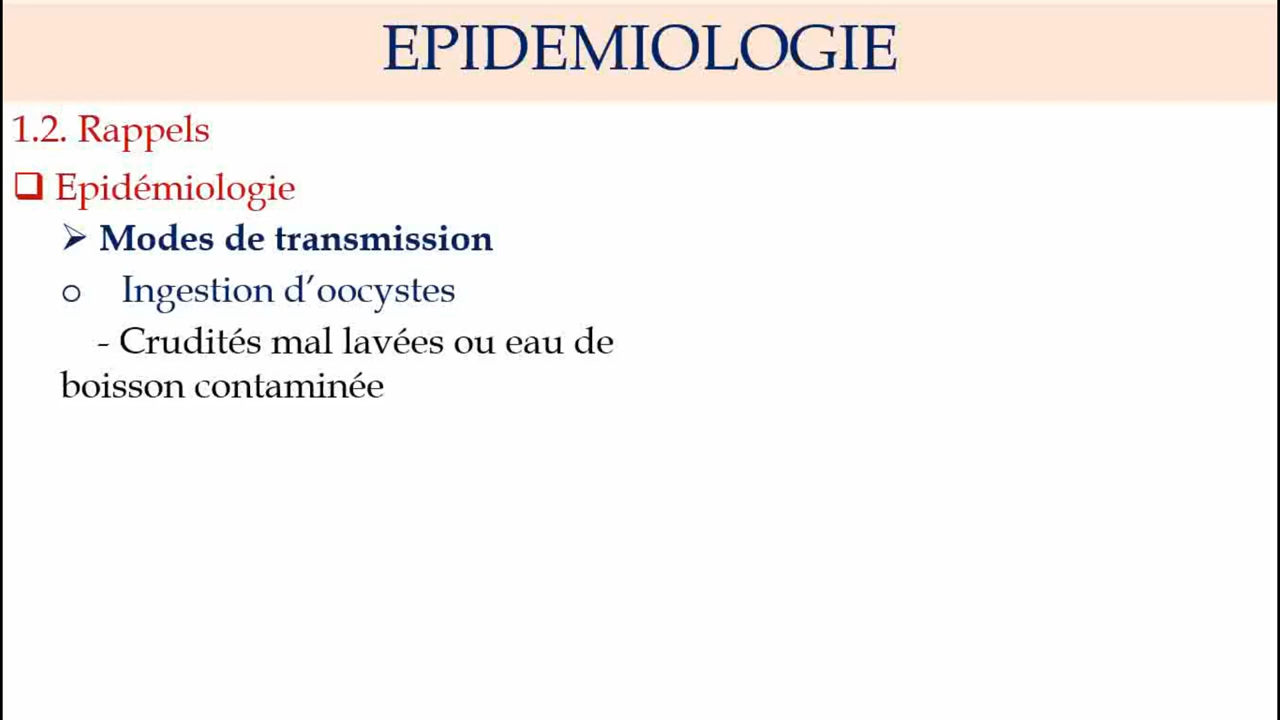 EPIDEMIOLOGIE
1.2. Rappels
❑ Epidémiologie
➢ Modes de transmission
o Ingestion d’oocystes
- Crudités mal lavées ou eau de
boisson contaminée